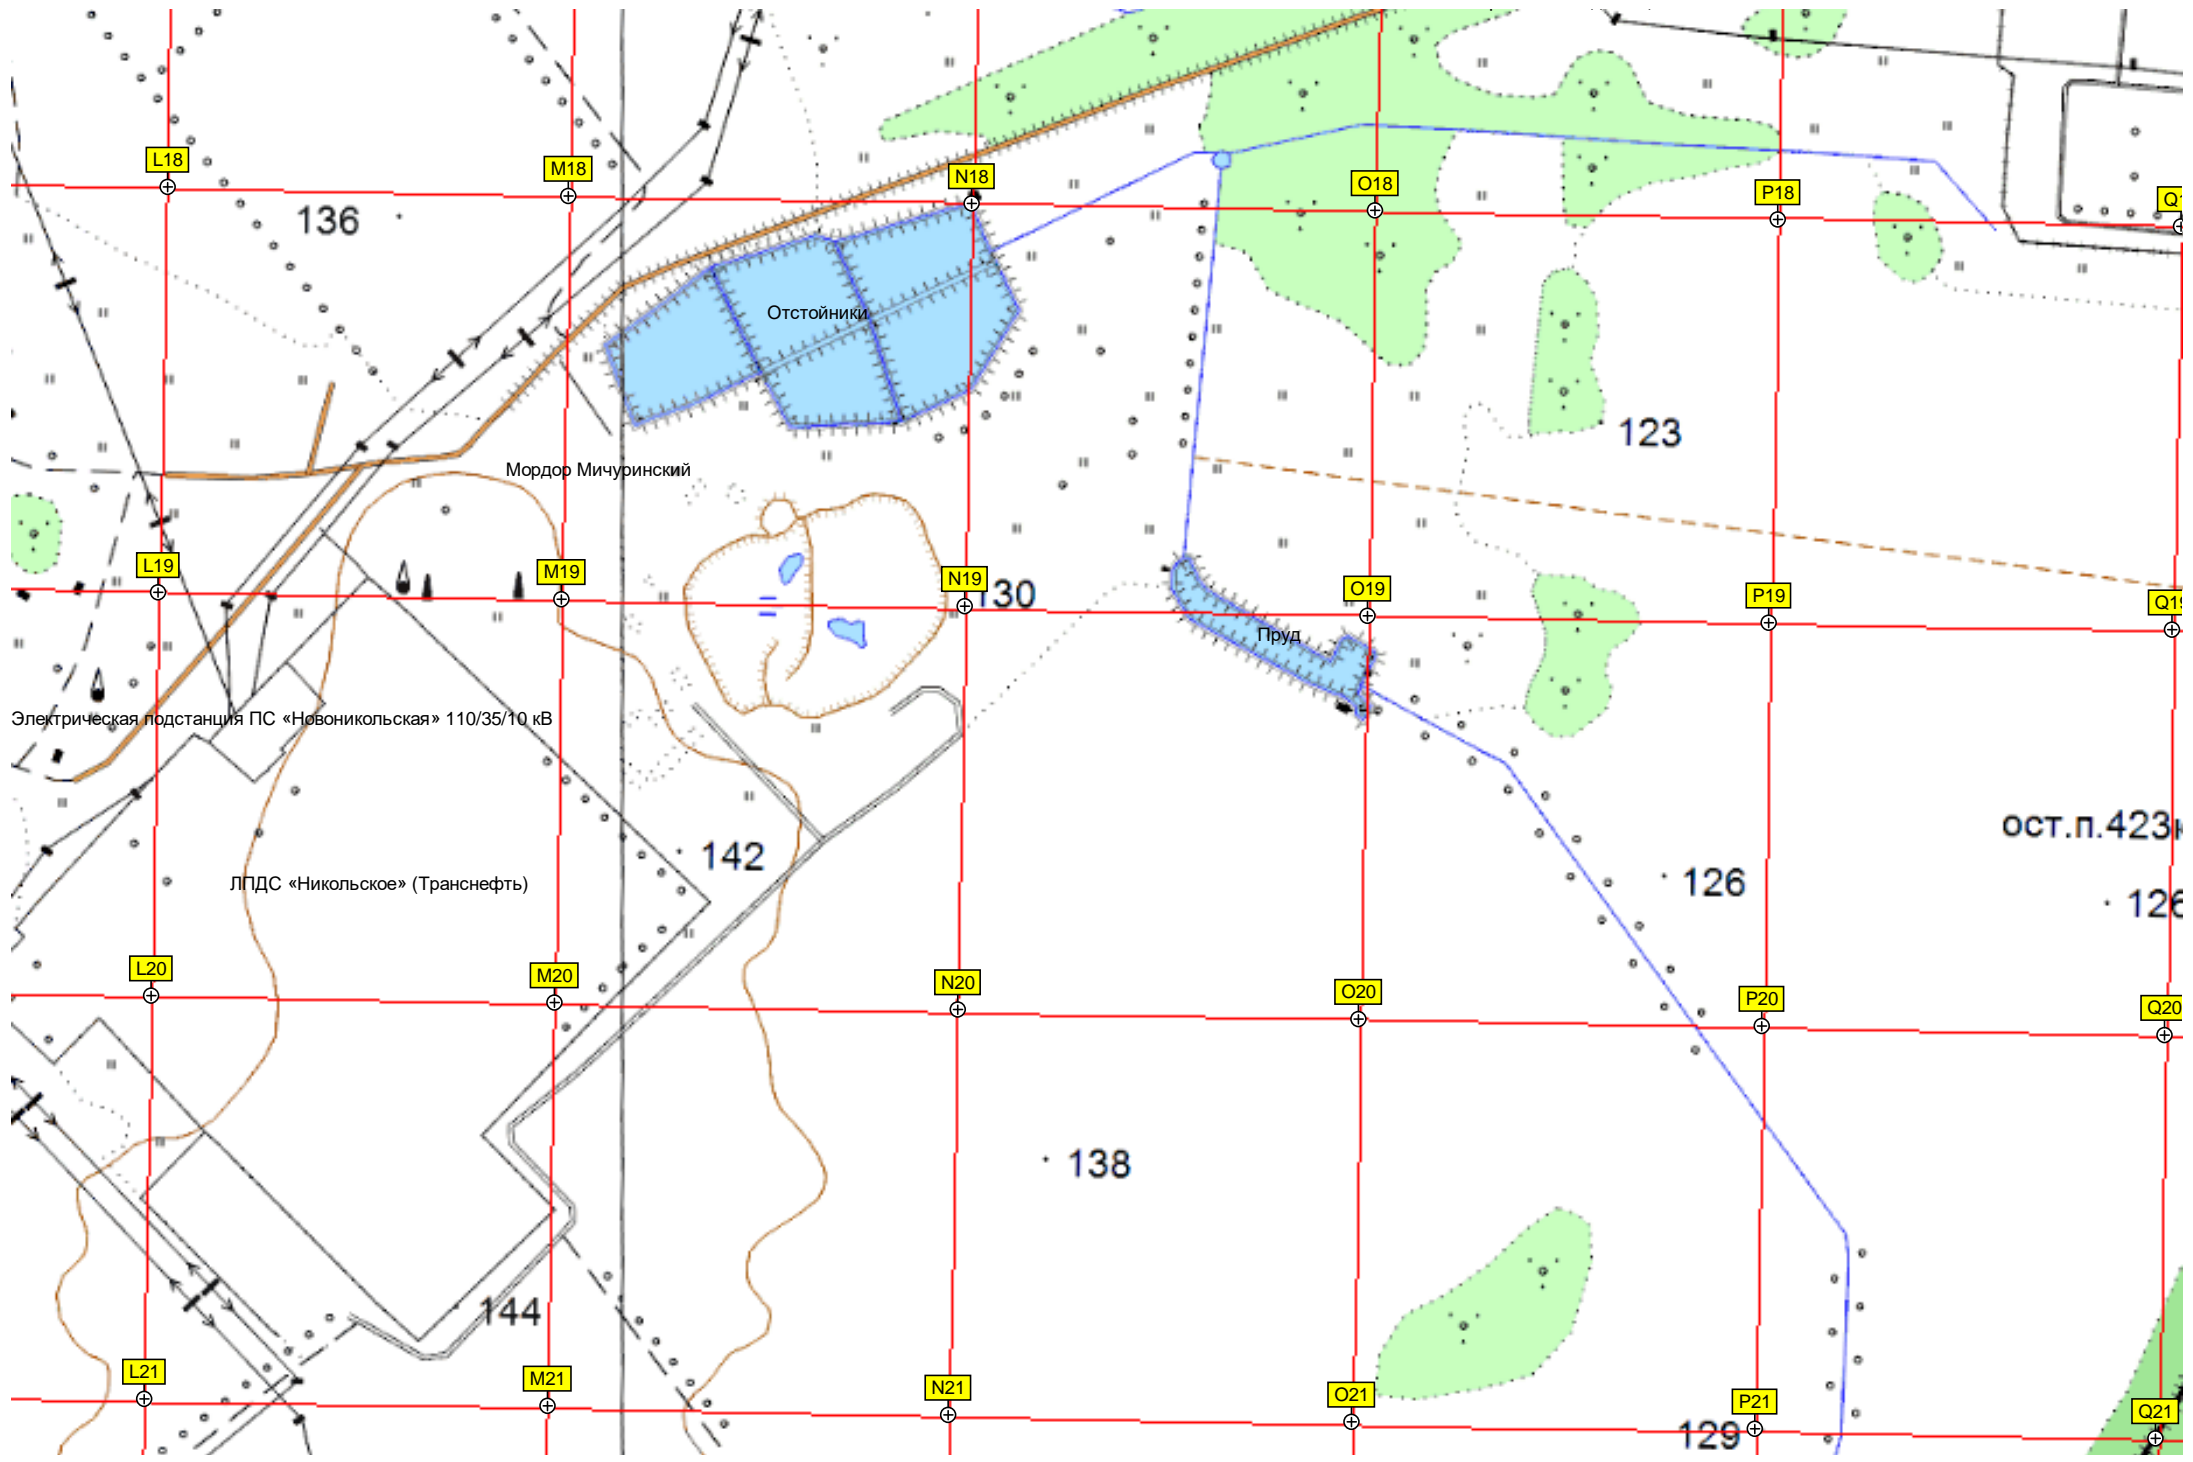 L18
M18
N18
O18
P18
136
Отстойники
123
Мордор Мичуринский
L19
M19
N19
130
O19
P19
Q19
Пруд
Электрическая подстанция ПС «Новоникольская» 110/35/10 кВ
ост.п.423
142
ЛПДС «Никольское» (Транснефть)
126
126
L20
M20
N20
O20
P20
Q20
138
144
L21
M21
N21
O21
P21
Q21
129